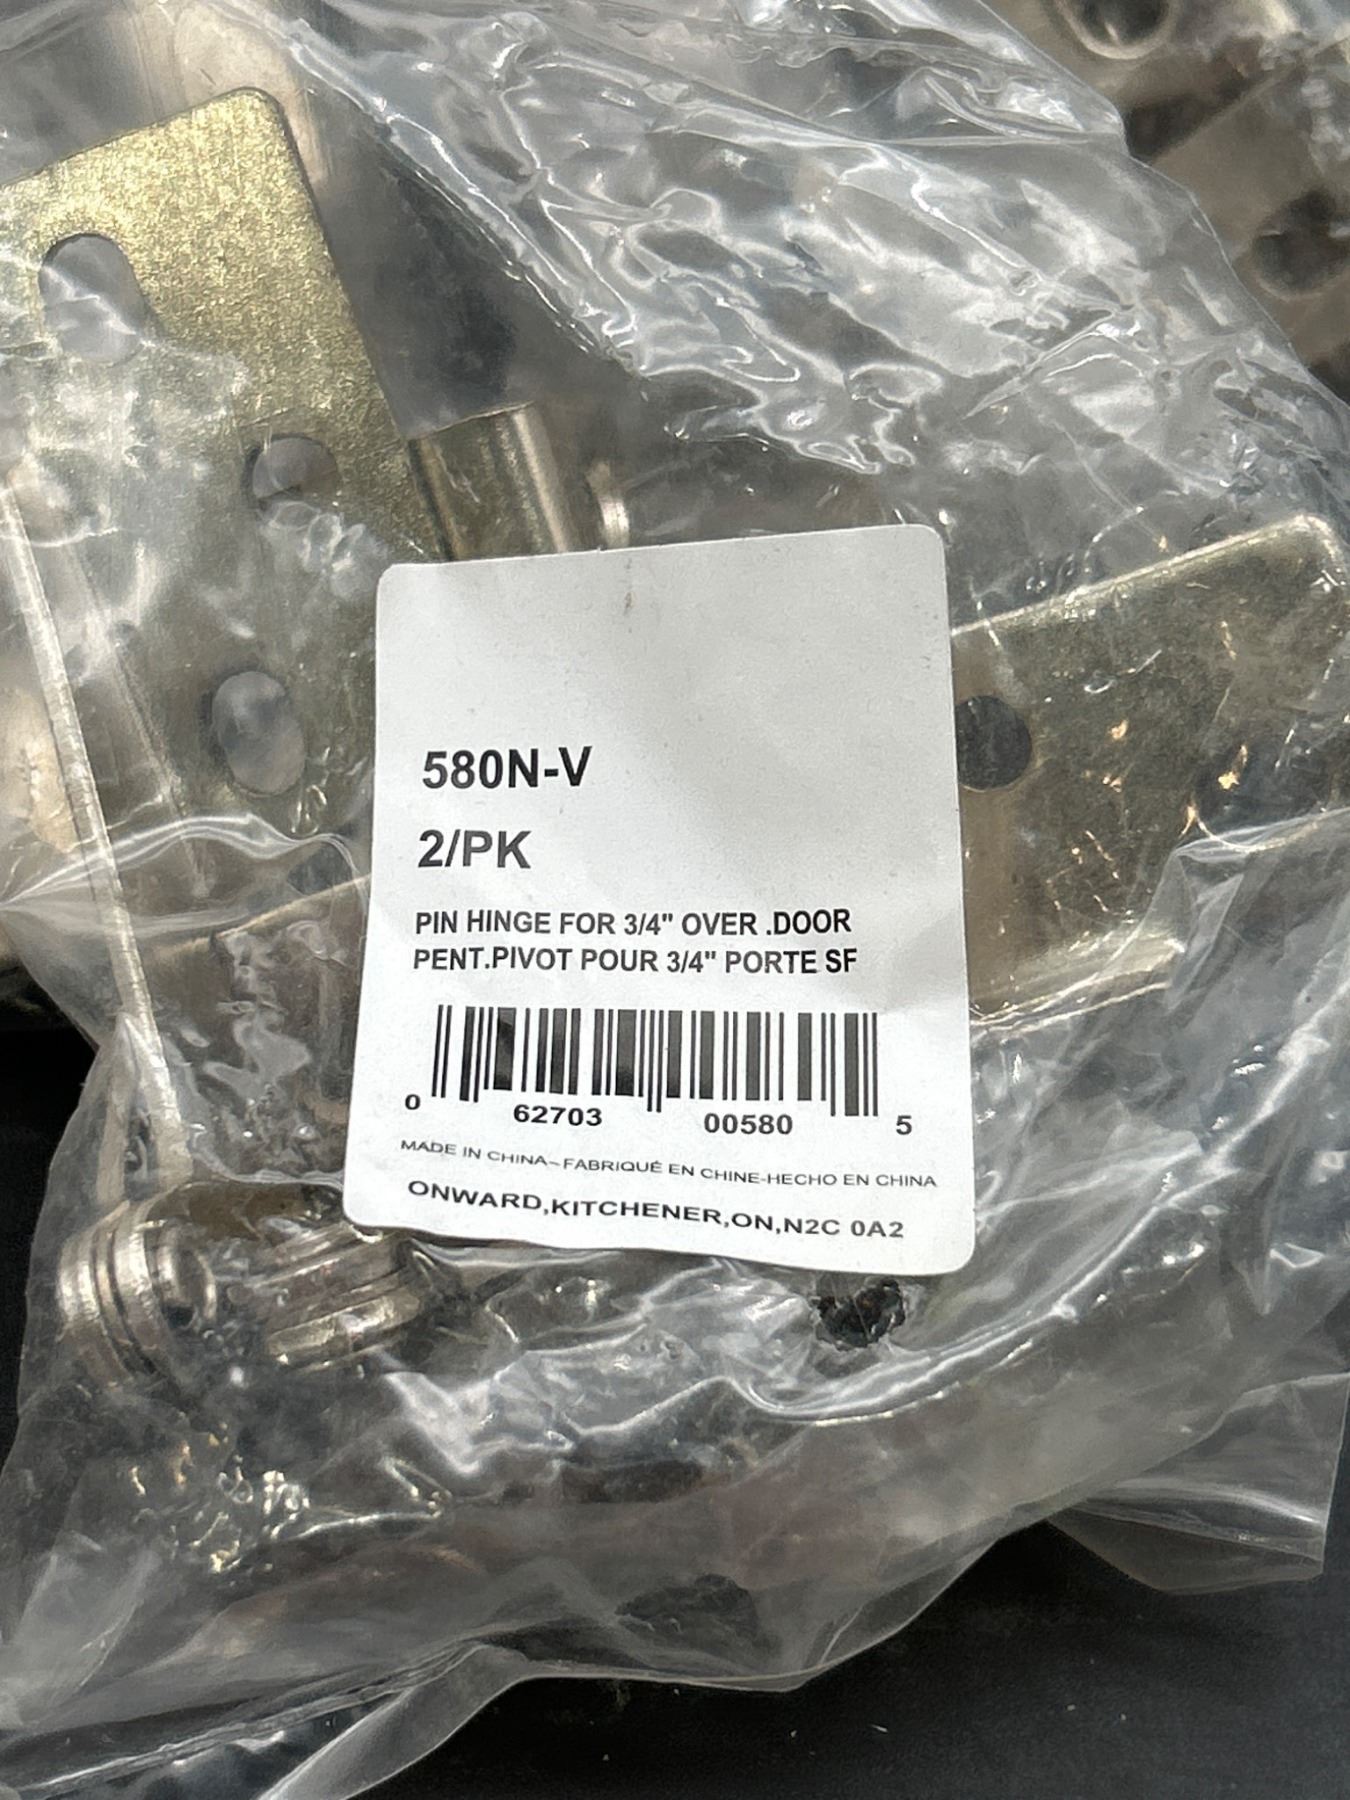 580N-V
2/PK
PIN HINGE FOR 3/4" OVER .DOOR
PENT.PIVOT POUR 3/4" PORTE SF
0 62703 00580 5
MADE IN CHINA-FABRIQUÉ EN CHINE-HECHO EN CHINA
ONWARD,KITCHENER,ON,N2C 0A2